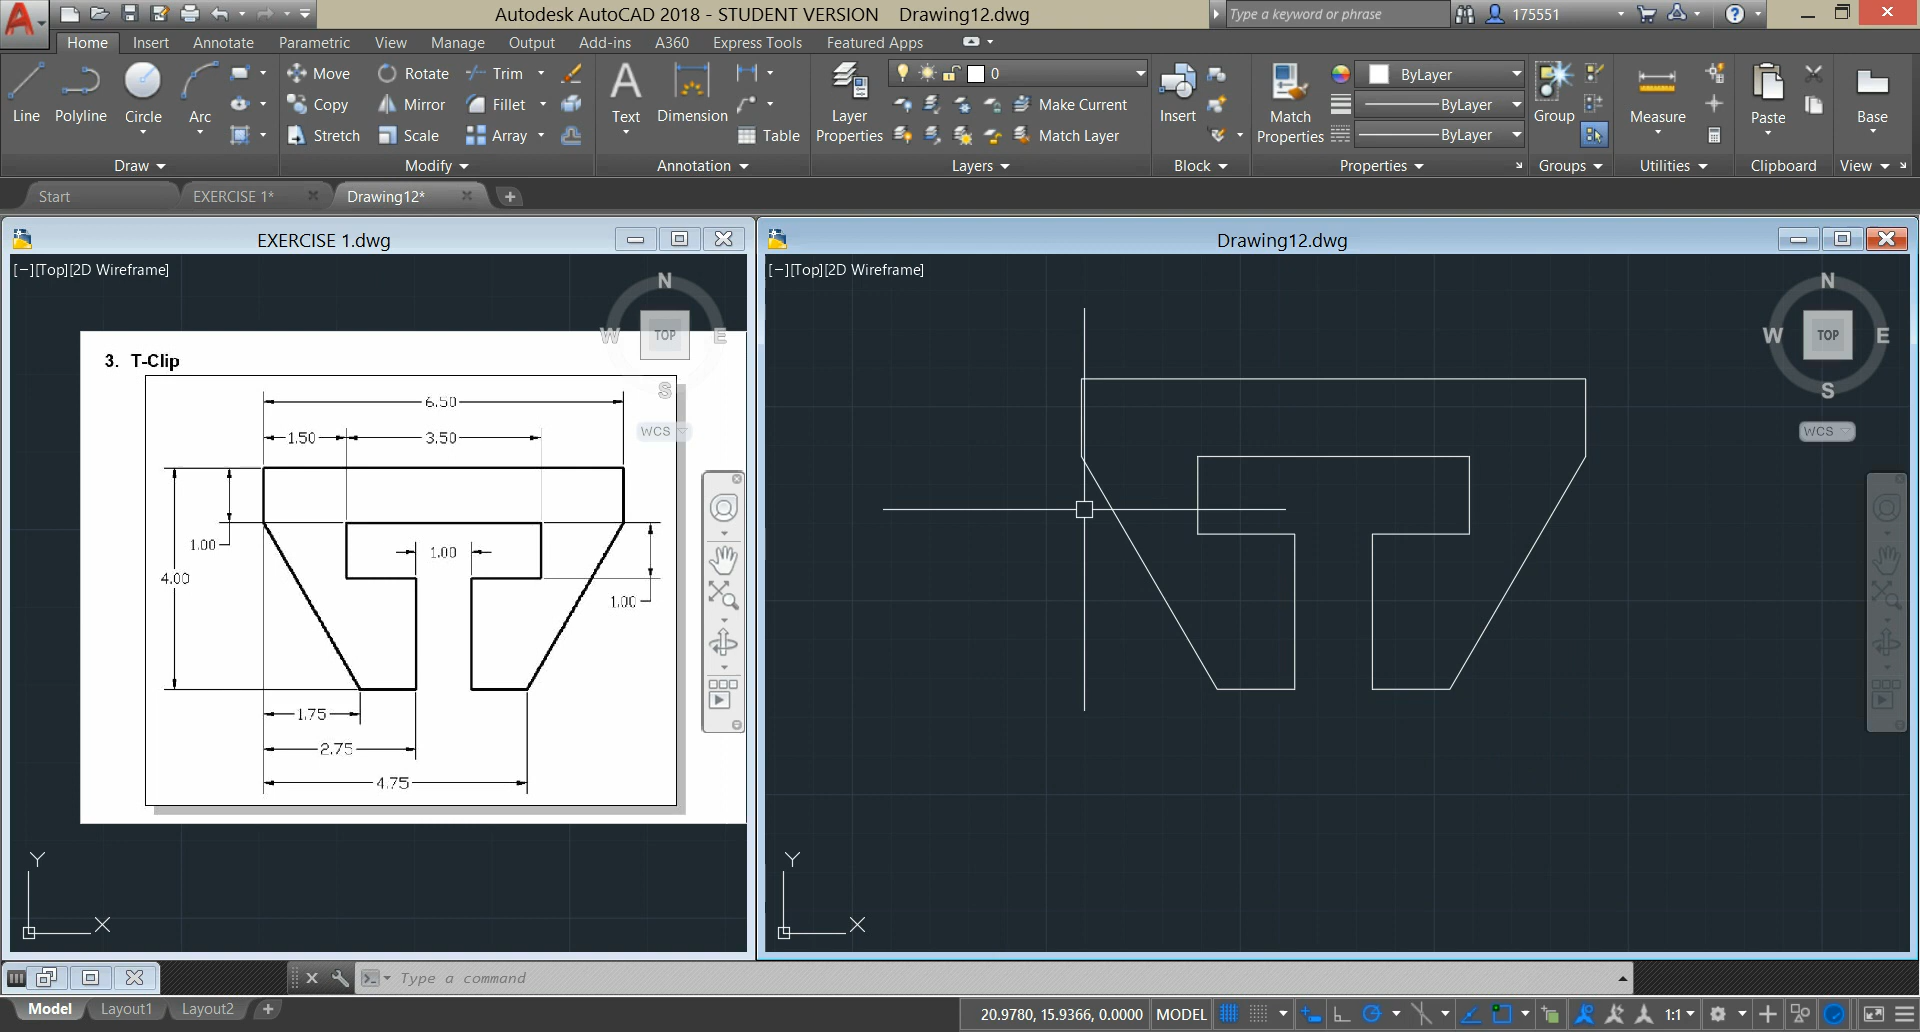 Autodesk AutoCAD 2018 - STUDENT VERSION Drawing12.dwg
Type a keyword or phrase
175551
Home Insert Annotate Parametric View Manage Output Add-ins A360 Express Tools Featured Apps
Line Polyline Circle Arc
Draw
Move Rotate Trim
Copy Mirror Fillet
Stretch Scale Array
Modify
Text Dimension
Table
Annotation
Layer Properties
0
Make Current
Match Layer
Layers
Insert
Block
Match Properties
ByLayer
ByLayer
ByLayer
Properties
Group
Groups
Measure
Utilities
Paste
Clipboard
Base
View
Start EXERCISE 1* Drawing12*
EXERCISE 1.dwg
[−][Top][2D Wireframe]
N
W TOP E
S
WCS
3. T-Clip
6.50
1.50 3.50
1.00
1.00
4.00
1.00
1.75
2.75
4.75
Y
X
Drawing12.dwg
[−][Top][2D Wireframe]
N
W TOP E
S
WCS
Y
X
Type a command
Model Layout1 Layout2
20.9780, 15.9366, 0.0000 MODEL
1:1